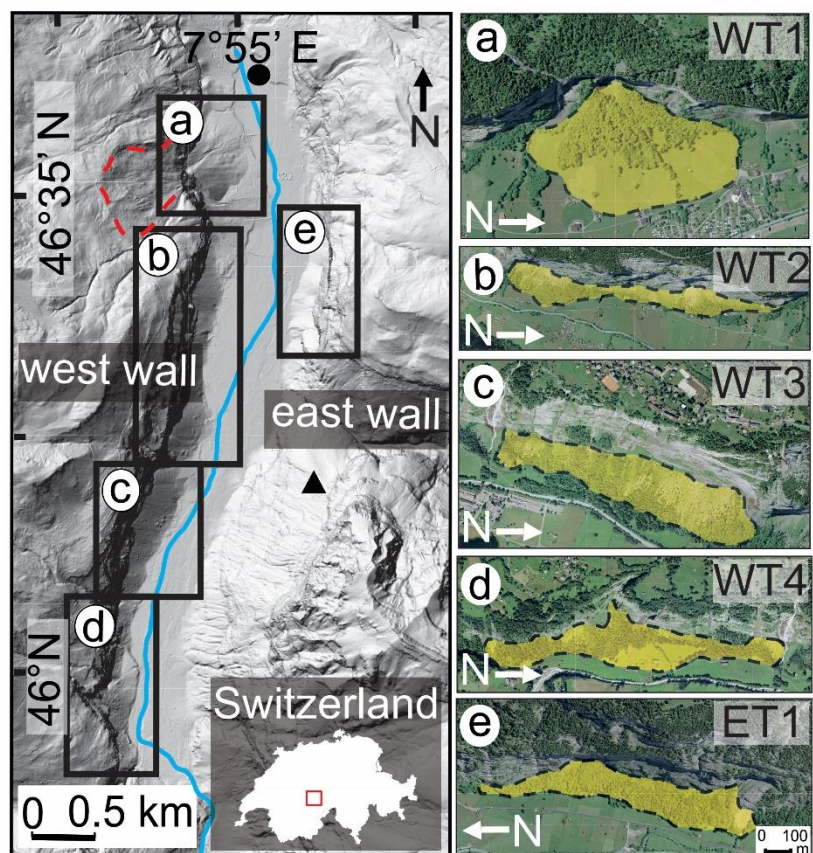 7°55’ E
N
46°35’ N
a
b
e
west wall
east wall
c
d
46°N
Switzerland
0 0.5 km
a WT1
N
b WT2
N
c WT3
N
d WT4
N
e ET1
N
0 100
m